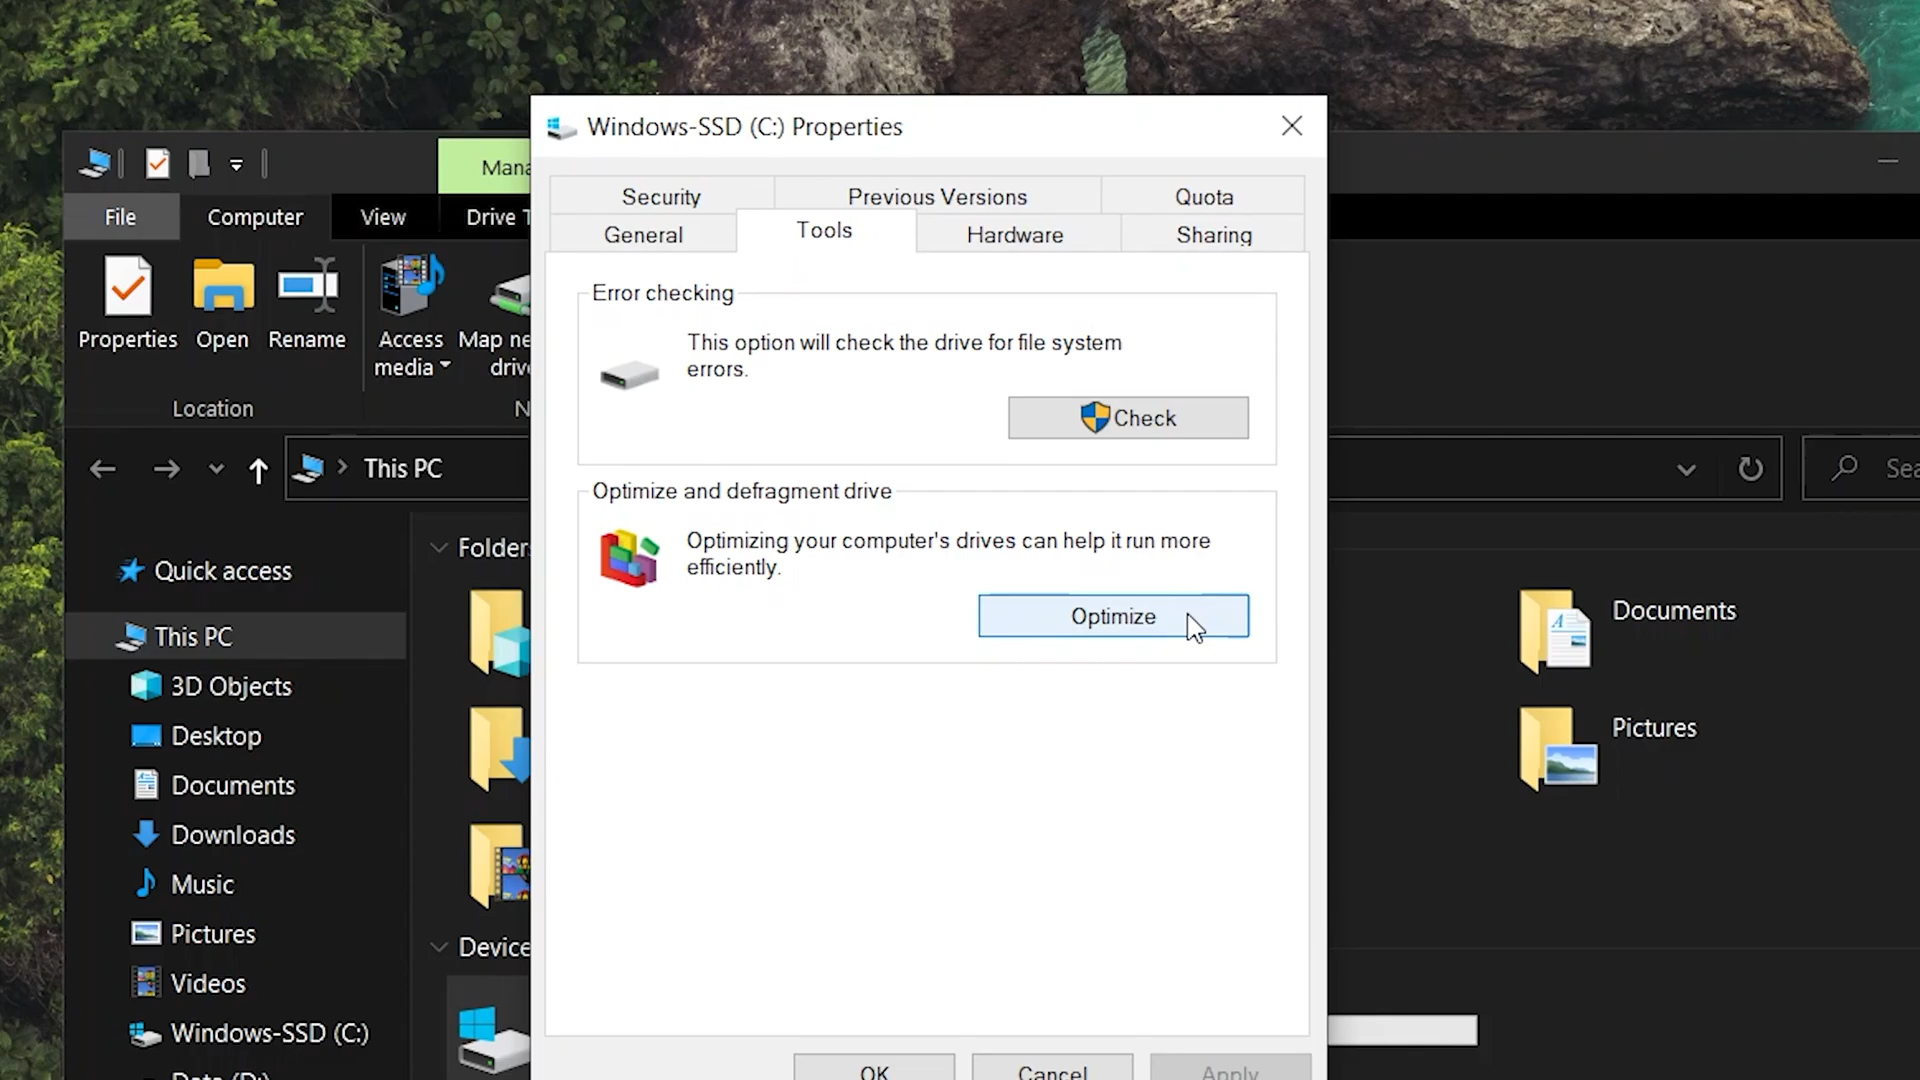 Windows-SSD (C:) Properties
Security
Previous Versions
Quota
General
Tools
Hardware
Sharing
File
Computer
View
Error checking
This option will check the drive for file system
errors.
Check
Properties
Open
Rename
Access
media
Location
This PC
Optimize and defragment drive
Optimizing your computer's drives can help it run more
efficiently.
Optimize
Quick access
This PC
3D Objects
Desktop
Documents
Downloads
Music
Pictures
Videos
Windows-SSD (C:)
Documents
Pictures
OK
Cancel
Apply